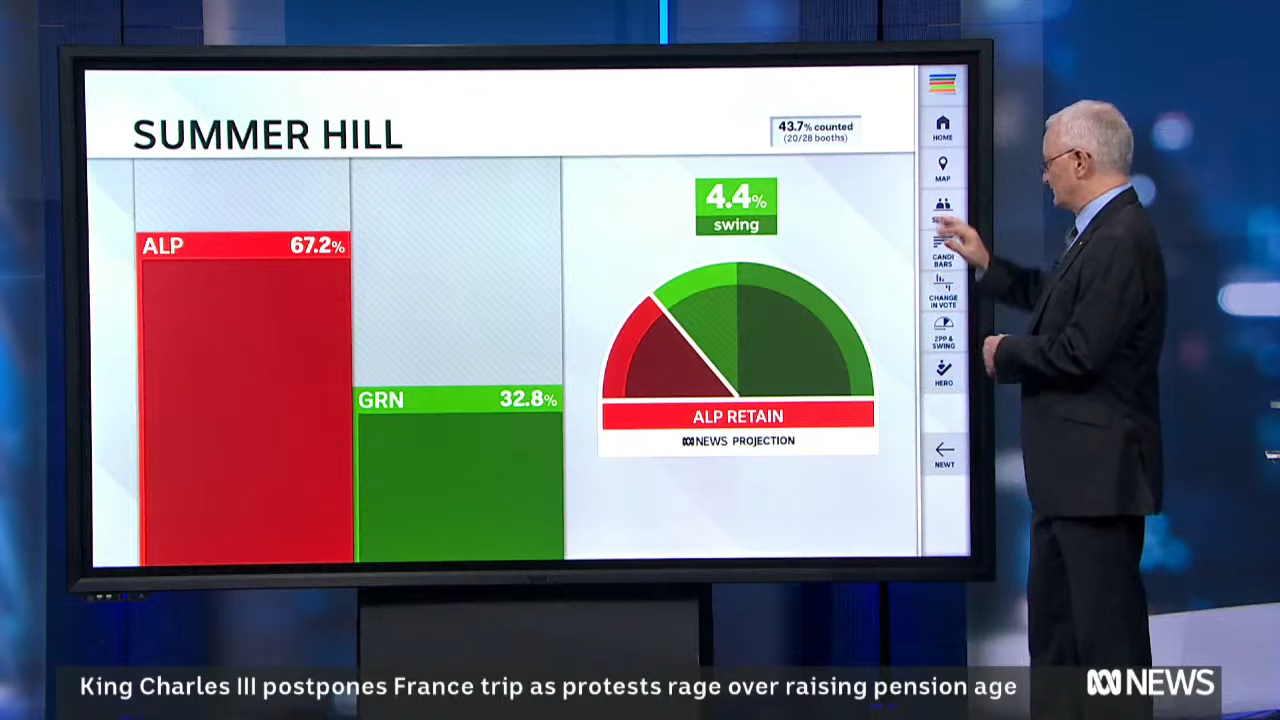 SUMMER HILL
43.7% counted
(20/28 booths)
ALP 67.2%
GRN 32.8%
4.4%
swing
ALP RETAIN
NEWS PROJECTION
HOME
MAP
CANDI
BARS
CHANGE
IN VOTE
2PP &
SWING
HERO
NEWT
King Charles III postpones France trip as protests rage over raising pension age
NEWS